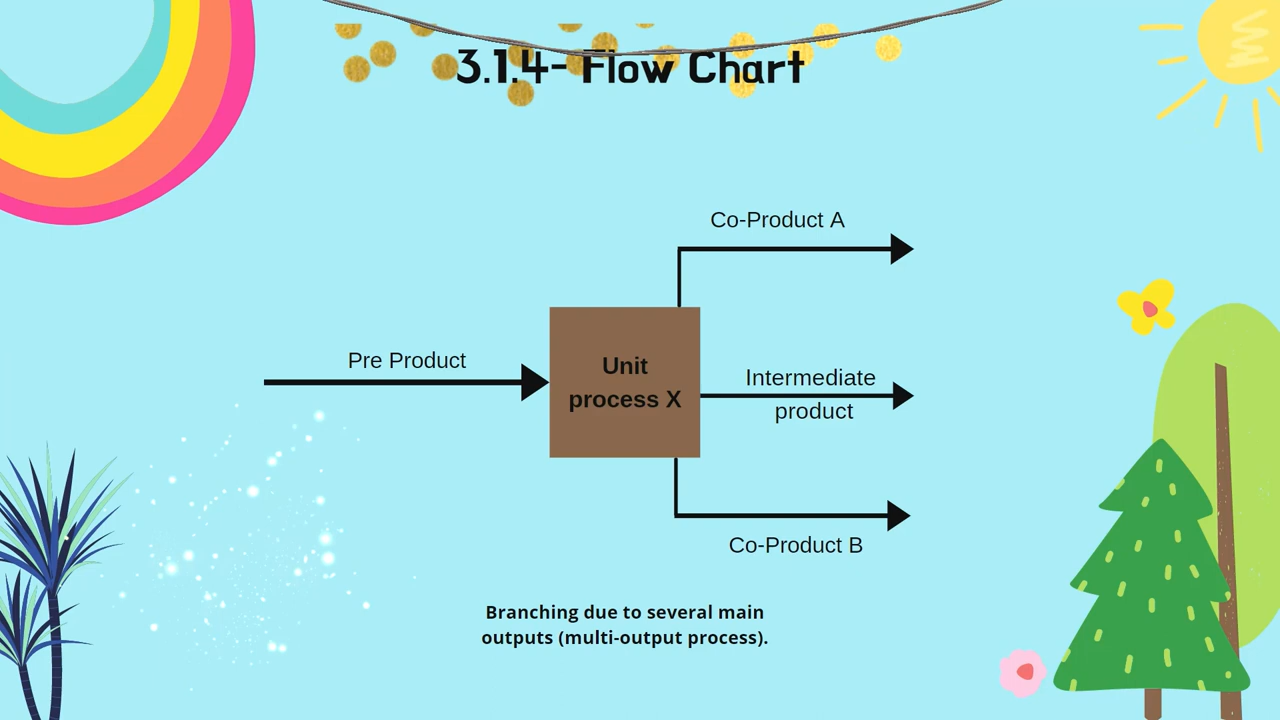 3.1.4- Flow Chart
Co-Product A
Pre Product
Unit
process X
Intermediate
product
Co-Product B
Branching due to several main
outputs (multi-output process).